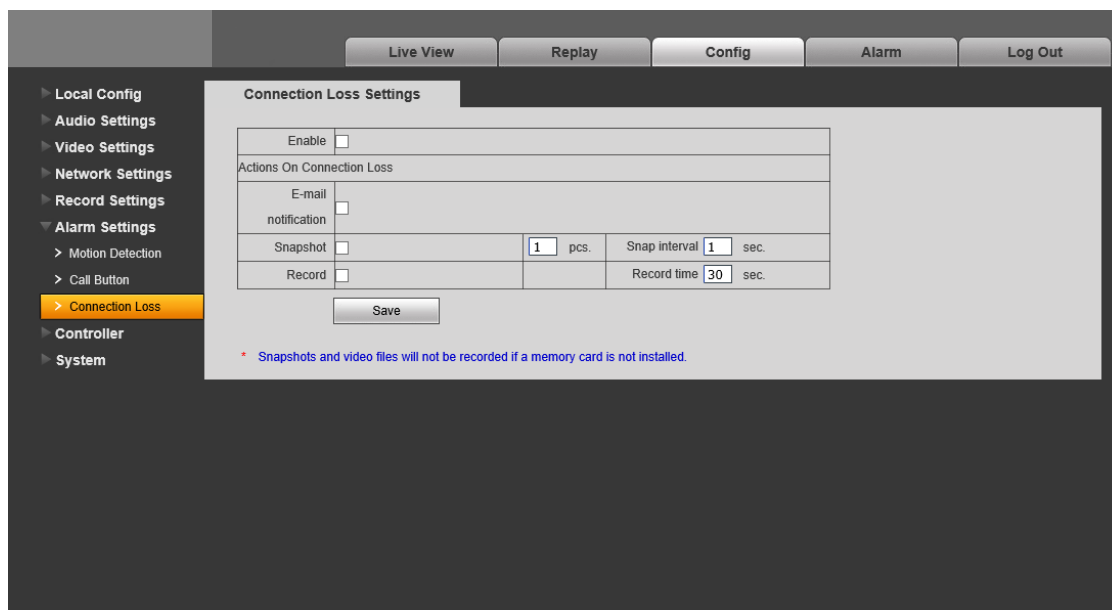 Live View Replay Config Alarm Log Out
Local Config
Audio Settings
Video Settings
Network Settings
Record Settings
Alarm Settings
> Motion Detection
> Call Button
> Connection Loss
Controller
System
Connection Loss Settings
Enable
Actions On Connection Loss
E-mail
notification
Snapshot 1 pcs. Snap interval 1 sec.
Record Record time 30 sec.
Save
* Snapshots and video files will not be recorded if a memory card is not installed.